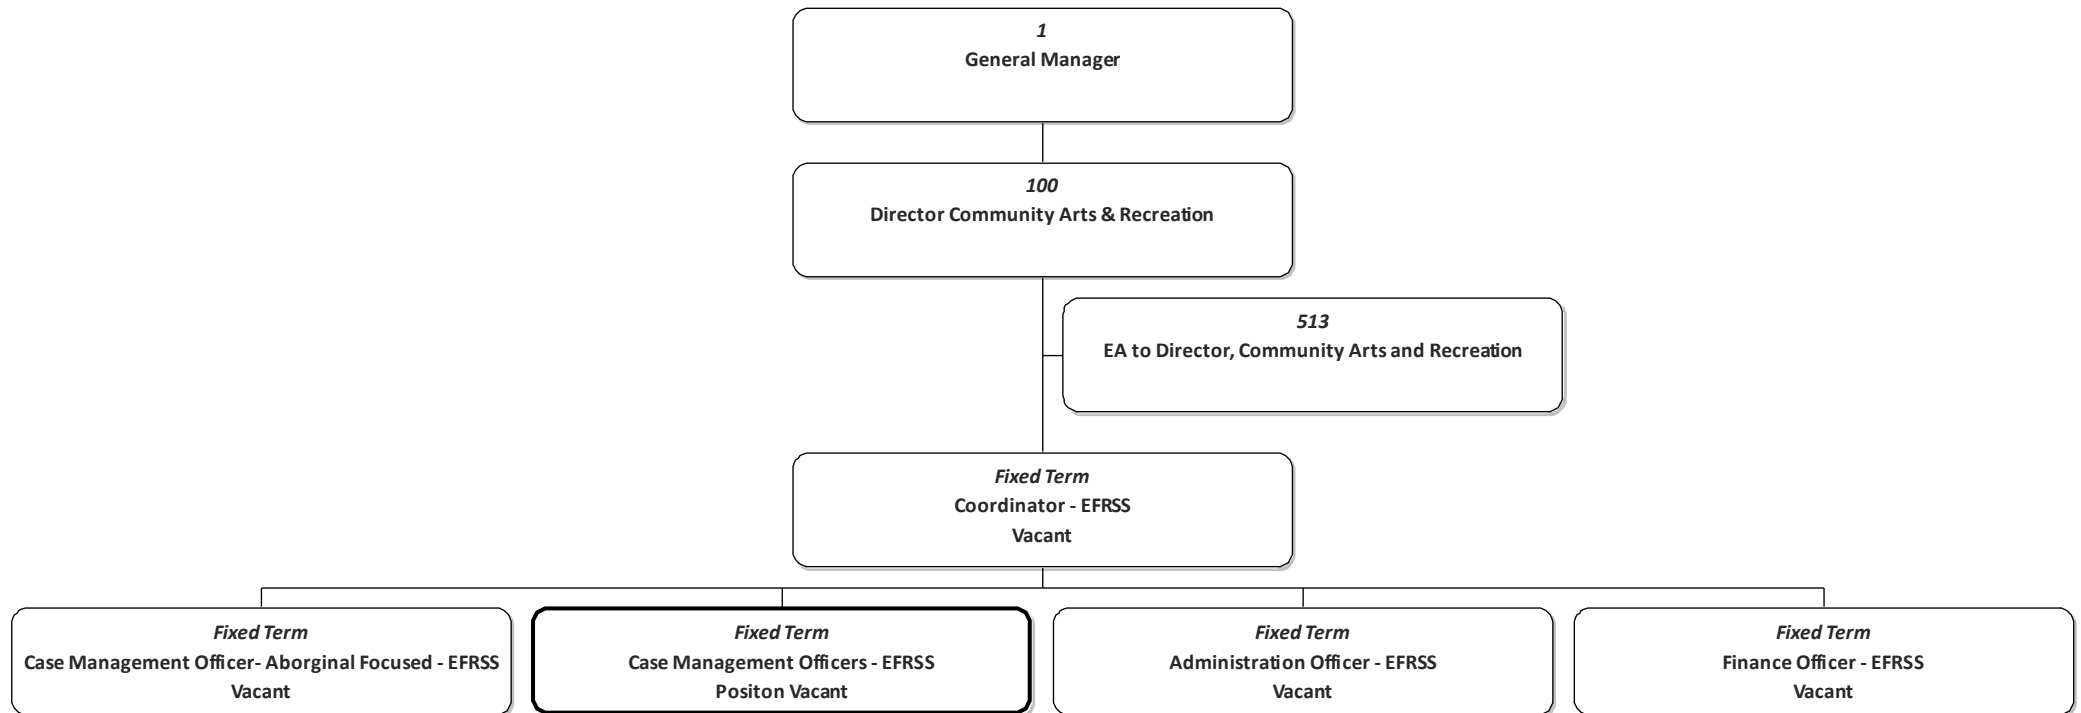 1
General Manager
100
Director Community Arts & Recreation
513
EA to Director, Community Arts and Recreation
Fixed Term
Coordinator - EFRSS
Vacant
Fixed Term
Case Management Officer- Aborginal Focused - EFRSS
Vacant
Fixed Term
Case Management Officers - EFRSS
Positon Vacant
Fixed Term
Administration Officer - EFRSS
Vacant
Fixed Term
Finance Officer - EFRSS
Vacant